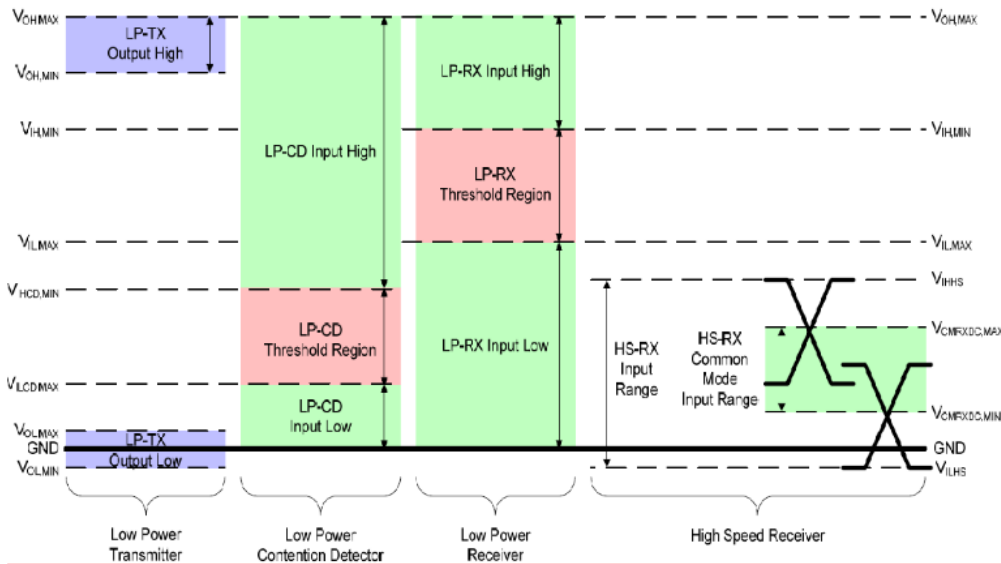 VOH,MAX
LP-TX
Output High
VOH,MIN
VIH,MIN
VIL,MAX
VHCD,MIN
VILCD,MAX
VOL,MAX
GND
VOL,MIN
LP-TX
Output Low
LP-CD Input High
LP-CD
Threshold Region
LP-CD
Input Low
LP-RX Input High
LP-RX
Threshold Region
LP-RX Input Low
HS-RX
Input
Range
HS-RX
Common
Mode
Input Range
VOH,MAX
VIH,MIN
VIL,MAX
VIHHS
VCMRXDC,MAX
VCMRXDC,MIN
GND
VILHS
Low Power
Transmitter
Low Power
Contention Detector
Low Power
Receiver
High Speed Receiver